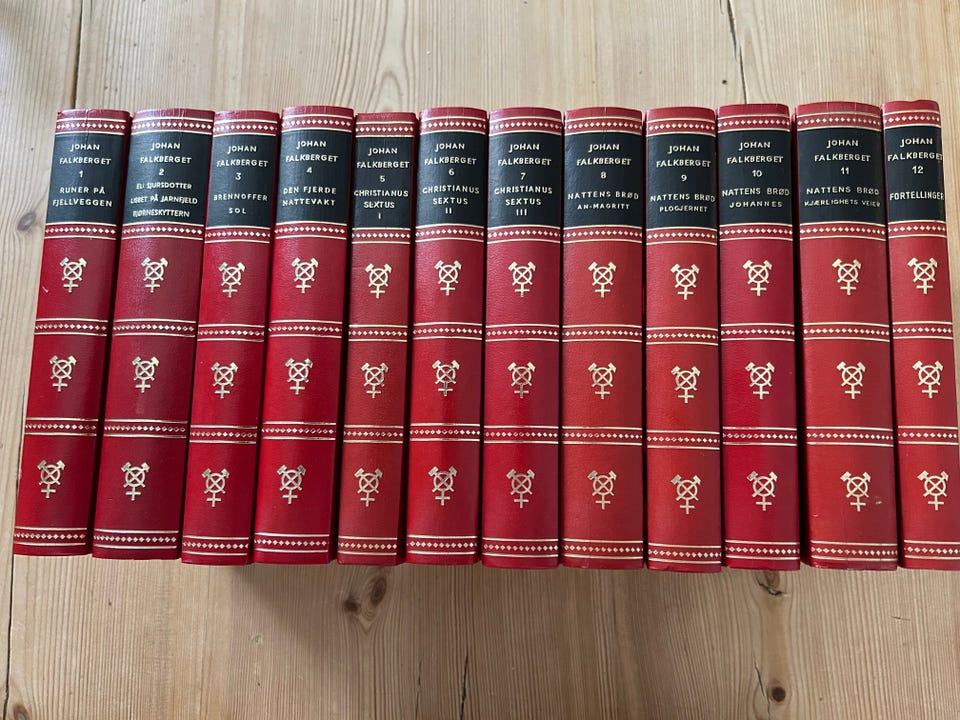 JOHAN
FALKBERGET
1
RUNER PÅ
FJELLVEGGEN
JOHAN
FALKBERGET
2
ELI SJURSDOTTER
LISBET PÅ JARNFJELD
BJØRNESKYTTERN
JOHAN
FALKBERGET
3
BRENNOFFER
SOL
JOHAN
FALKBERGET
4
DEN FJERDE
NATTEVAKT
JOHAN
FALKBERGET
5
CHRISTIANUS
SEXTUS
I
JOHAN
FALKBERGET
6
CHRISTIANUS
SEXTUS
II
JOHAN
FALKBERGET
7
CHRISTIANUS
SEXTUS
III
JOHAN
FALKBERGET
8
NATTENS BRØD
AN-MAGRITT
JOHAN
FALKBERGET
9
NATTENS BRØD
PLOGJERNET
JOHAN
FALKBERGET
10
NATTENS BRØD
JOHANNES
JOHAN
FALKBERGET
11
NATTENS BRØD
KJÆRLIGHETS VEIER
JOHAN
FALKBERGET
12
FORTELLINGER